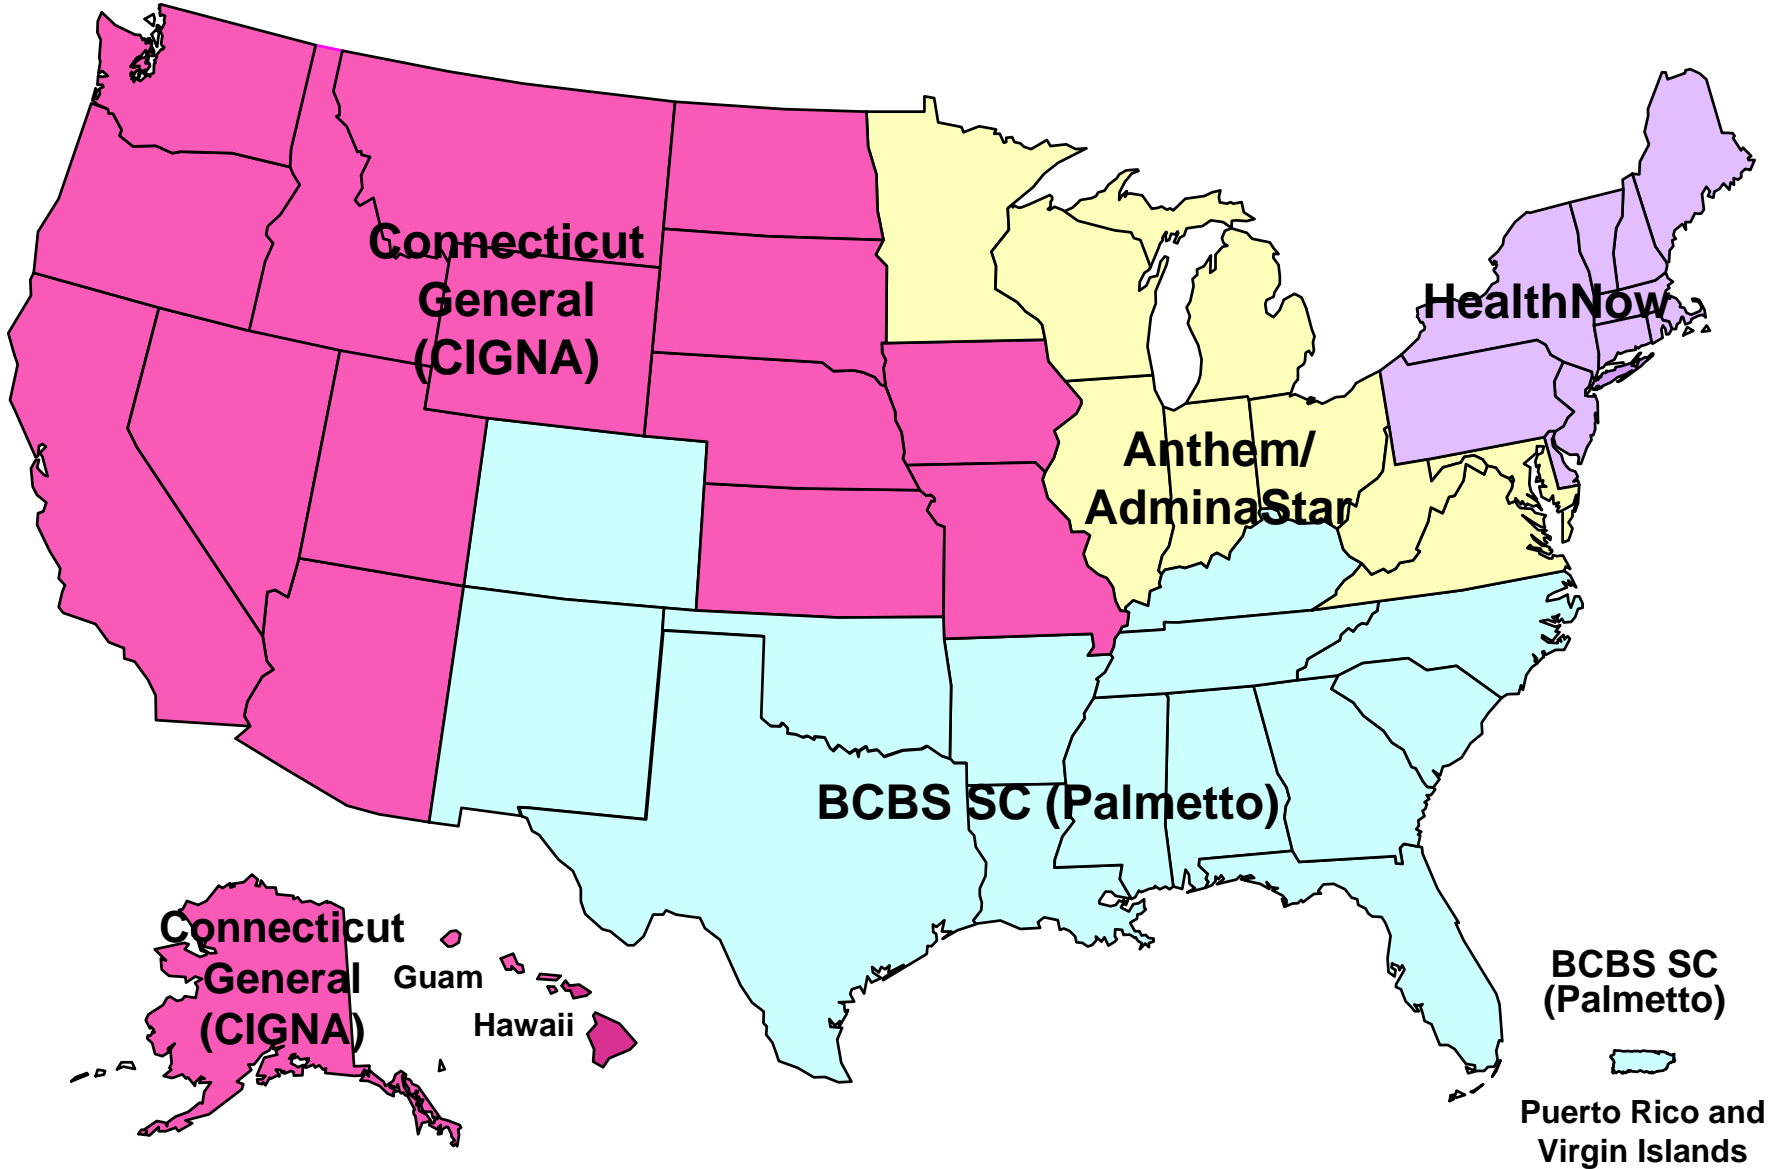 Connecticut
General
(CIGNA)
HealthNow
Anthem/
AdminaStar
BCBS SC (Palmetto)
Connecticut
General
(CIGNA)
Guam
Hawaii
BCBS SC
(Palmetto)
Puerto Rico and
Virgin Islands